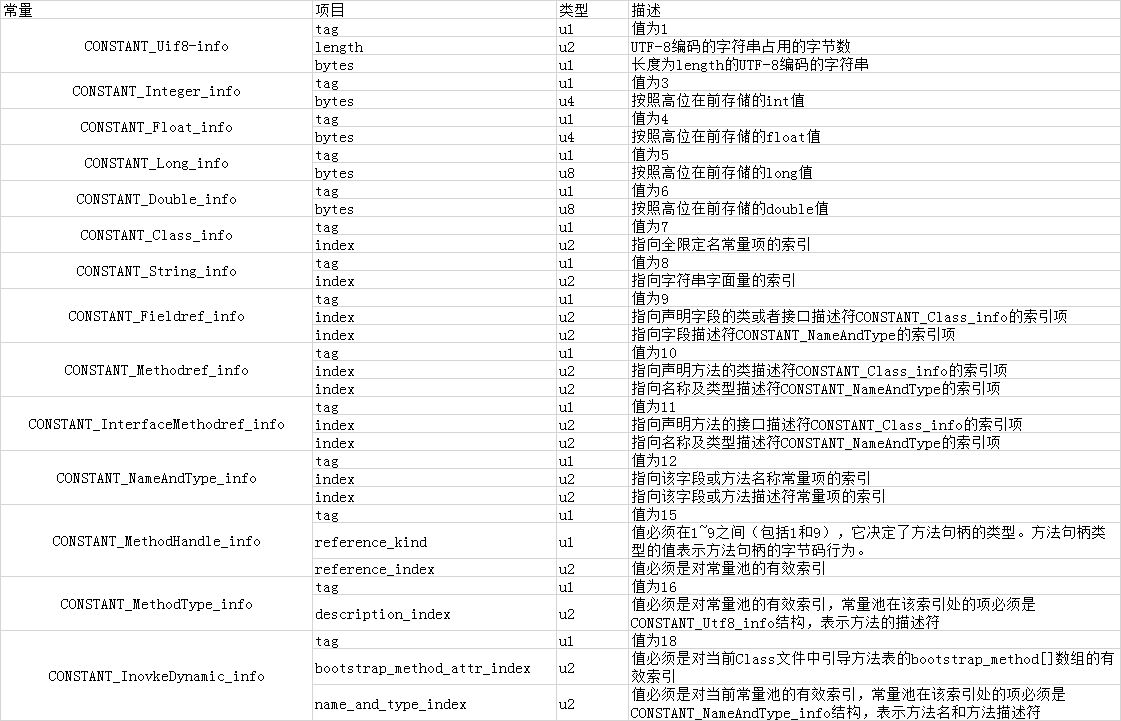 常量 项目 类型 描述
CONSTANT_Uif8-info tag u1 值为1
length u2 UTF-8编码的字符串占用的字节数
bytes u1 长度为length的UTF-8编码的字符串
CONSTANT_Integer_info tag u1 值为3
bytes u4 按照高位在前存储的int值
CONSTANT_Float_info tag u1 值为4
bytes u4 按照高位在前存储的float值
CONSTANT_Long_info tag u1 值为5
bytes u8 按照高位在前存储的long值
CONSTANT_Double_info tag u1 值为6
bytes u8 按照高位在前存储的double值
CONSTANT_Class_info tag u1 值为7
index u2 指向全限定名常量项的索引
CONSTANT_String_info tag u1 值为8
index u2 指向字符串字面量的索引
CONSTANT_Fieldref_info tag u1 值为9
index u2 指向声明字段的类或者接口描述符CONSTANT_Class_info的索引项
index u2 指向字段描述符CONSTANT_NameAndType的索引项
CONSTANT_Methodref_info tag u1 值为10
index u2 指向声明方法的类描述符CONSTANT_Class_info的索引项
index u2 指向名称及类型描述符CONSTANT_NameAndType的索引项
CONSTANT_InterfaceMethodref_info tag u1 值为11
index u2 指向声明方法的接口描述符CONSTANT_Class_info的索引项
index u2 指向名称及类型描述符CONSTANT_NameAndType的索引项
CONSTANT_NameAndType_info tag u1 值为12
index u2 指向该字段或方法名称常量项的索引
index u2 指向该字段或方法描述符常量项的索引
CONSTANT_MethodHandle_info tag u1 值为15
reference_kind u1 值必须在1~9之间（包括1和9），它决定了方法句柄的类型。方法句柄类
型的值表示方法句柄的字节码行为。
reference_index u2 值必须是对常量池的有效索引
CONSTANT_MethodType_info tag u1 值为16
description_index u2 值必须是对常量池的有效索引，常量池在该索引处的项必须是
CONSTANT_Utf8_info结构，表示方法的描述符
CONSTANT_InovkeDynamic_info tag u1 值为18
bootstrap_method_attr_index u2 值必须是对当前Class文件中引导方法表的bootstrap_method[]数组的有
效索引
name_and_type_index u2 值必须是对当前常量池的有效索引，常量池在该索引处的项必须是
CONSTANT_NameAndType_info结构，表示方法名和方法描述符